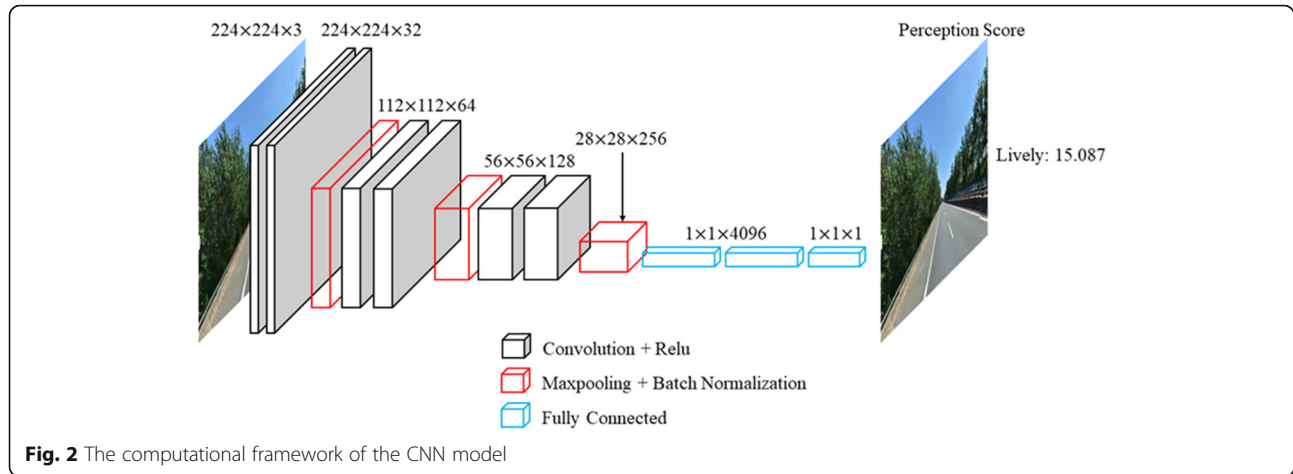 224×224×3
224×224×32
Perception Score
112×112×64
28×28×256
56×56×128
Lively: 15.087
1×1×4096
1×1×1
Convolution + Relu
Maxpooling + Batch Normalization
Fully Connected
Fig. 2 The computational framework of the CNN model